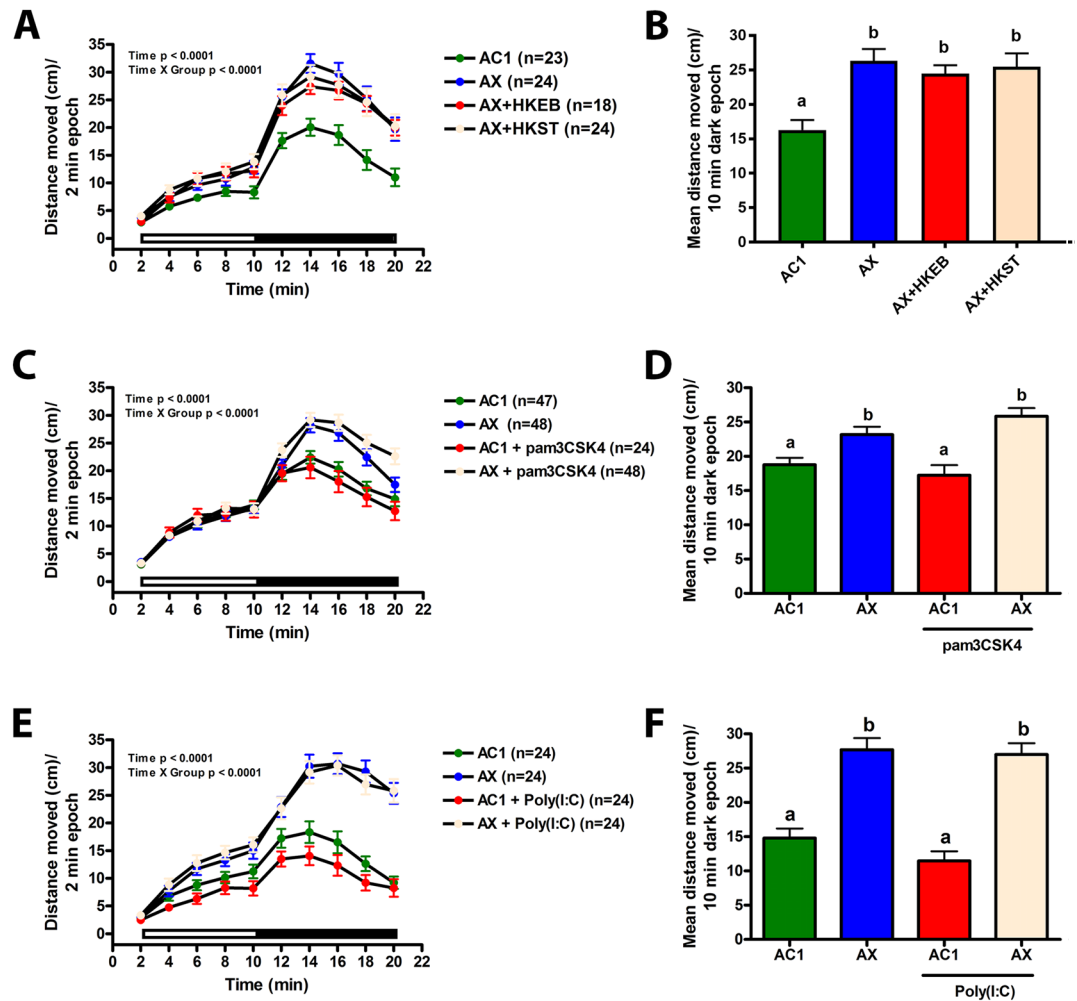 A
Distance moved (cm)/
2 min epoch
35
30
25
20
15
10
5
0
Time p < 0.0001
Time X Group p < 0.0001
AC1 (n=23)
AX (n=24)
AX+HKEB (n=18)
AX+HKST (n=24)
0 2 4 6 8 10 12 14 16 18 20 22
Time (min)
B
Mean distance moved (cm)/
10 min dark epoch
30
25
20
15
10
5
0
a b b b
AC1 AX AX+HKEB AX+HKST
C
Distance moved (cm)/
2 min epoch
35
30
25
20
15
10
5
0
Time p < 0.0001
Time X Group p < 0.0001
AC1 (n=47)
AX (n=48)
AC1 + pam3CSK4 (n=24)
AX + pam3CSK4 (n=48)
0 2 4 6 8 10 12 14 16 18 20 22
Time (min)
D
Mean distance moved (cm)/
10 min dark epoch
30
25
20
15
10
5
0
a b a b
AC1 AX AC1 AX
pam3CSK4
E
Distance moved (cm)/
2 min epoch
35
30
25
20
15
10
5
0
Time p < 0.0001
Time X Group p < 0.0001
AC1 (n=24)
AX (n=24)
AC1 + Poly(I:C) (n=24)
AX + Poly(I:C) (n=24)
0 2 4 6 8 10 12 14 16 18 20 22
Time (min)
F
Mean distance moved (cm)/
10 min dark epoch
30
25
20
15
10
5
0
a b a b
AC1 AX AC1 AX
Poly(I:C)